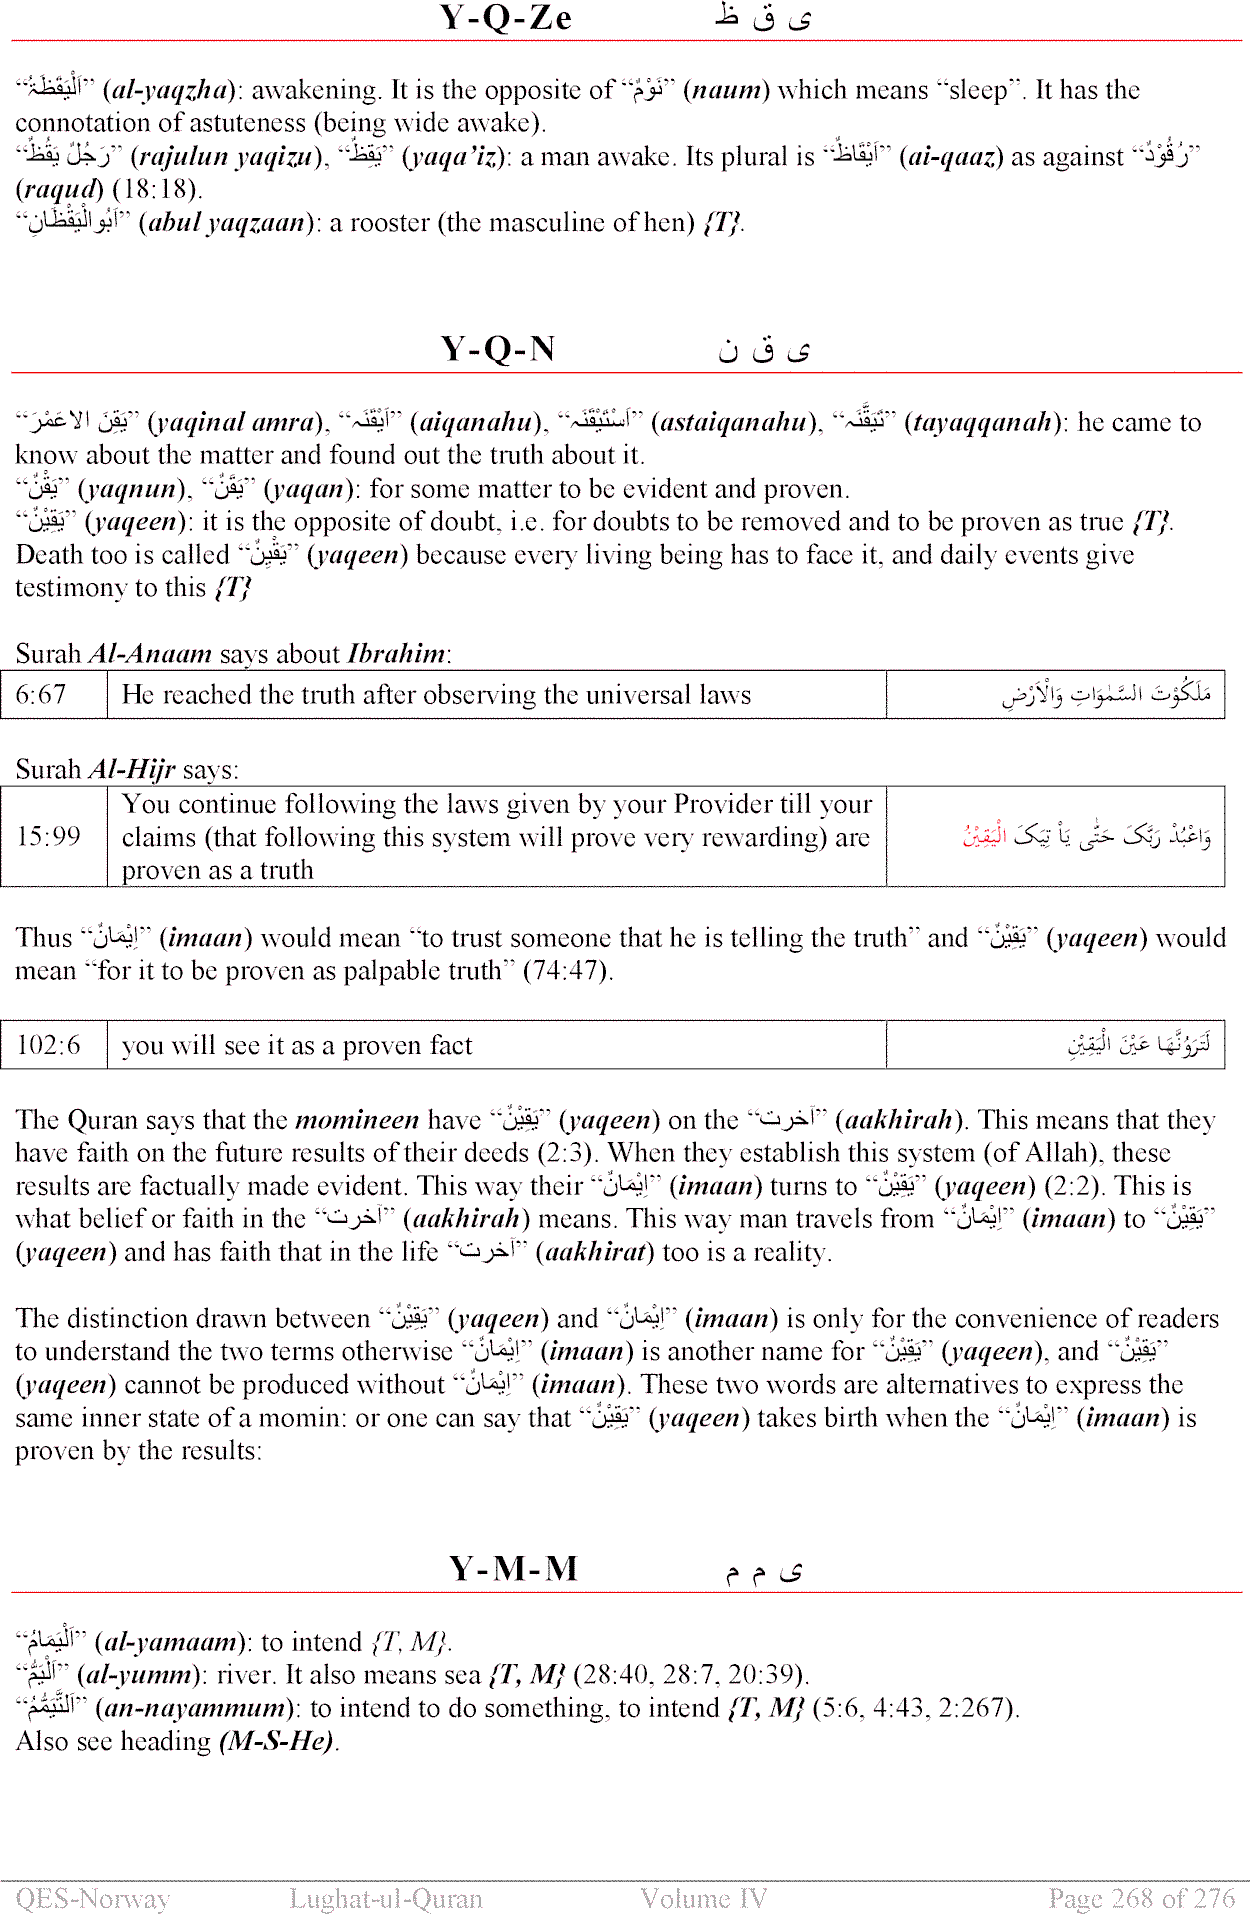 Y-Q-Ze ی ق ظ
“اَلْیَقَظَۃُ” (al-yaqzha): awakening. It is the opposite of “نَوْمٌ” (naum) which means “sleep”. It has the
connotation of astuteness (being wide awake).
“رَجُلٌ یَقُظٌ” (rajulun yaqizu), “یَقِظٌ” (yaqa’iz): a man awake. Its plural is “اَیْقَاظٌ” (ai-qaaz) as against “رُقُوْدٌ”
(raqud) (18:18).
“اَبُوالْیَقْظَانِ” (abul yaqzaan): a rooster (the masculine of hen) {T}.
Y-Q-N ی ق ن
“یَقِنَ الا عَمْرَ” (yaqinal amra), “اَیْقَنَہ” (aiqanahu), “اَسْتَیْقَنَہ” (astaiqanahu), “تَیَقَّنَہ” (tayaqqanah): he came to
know about the matter and found out the truth about it.
“یَقْنٌ” (yaqnun), “یَقَنٌ” (yaqan): for some matter to be evident and proven.
“یَقِیْنٌ” (yaqeen): it is the opposite of doubt, i.e. for doubts to be removed and to be proven as true {T}.
Death too is called “یَقْیِنٌ” (yaqeen) because every living being has to face it, and daily events give
testimony to this {T}
Surah Al-Anaam says about Ibrahim:
6:67 He reached the truth after observing the universal laws مَلَکُوْتَ السَّمٰوَاتِ وَالْاَرْضِ
Surah Al-Hijr says:
You continue following the laws given by your Provider till your
15:99 claims (that following this system will prove very rewarding) are وَاعْبُدْ رَبَّکَ حَتّٰی یَاْ تِیَکَ الْیَقِیْنُ
proven as a truth
Thus “اِیْمَانٌ” (imaan) would mean “to trust someone that he is telling the truth” and “یَقِیْنٌ” (yaqeen) would
mean “for it to be proven as palpable truth” (74:47).
102:6 you will see it as a proven fact لَتَرَوُنَّھَا عَیْنَ الْیَقِیْنِ
The Quran says that the momineen have “یَقِیْنٌ” (yaqeen) on the “آخرت” (aakhirah). This means that they
have faith on the future results of their deeds (2:3). When they establish this system (of Allah), these
results are factually made evident. This way their “اِیْمَانٌ” (imaan) turns to “یَقِیْنٌ” (yaqeen) (2:2). This is
what belief or faith in the “آخرت” (aakhirah) means. This way man travels from “اِیْمَانٌ” (imaan) to “یَقِیْنٌ”
(yaqeen) and has faith that in the life “آخرت” (aakhirat) too is a reality.
The distinction drawn between “یَقِیْنٌ” (yaqeen) and “اِیْمَانٌ” (imaan) is only for the convenience of readers
to understand the two terms otherwise “اِیْمَانٌ” (imaan) is another name for “یَقِیْنٌ” (yaqeen), and “یَقِیْنٌ”
(yaqeen) cannot be produced without “اِیْمَانٌ” (imaan). These two words are alternatives to express the
same inner state of a momin: or one can say that “یَقِیْنٌ” (yaqeen) takes birth when the “اِیْمَانٌ” (imaan) is
proven by the results:
Y-M-M ی م م
“اَلْیَمَامُ” (al-yamaam): to intend {T, M}.
“اَلْیَمُّ” (al-yumm): river. It also means sea {T, M} (28:40, 28:7, 20:39).
“اَلتَّیَمُّمُ” (an-nayammum): to intend to do something, to intend {T, M} (5:6, 4:43, 2:267).
Also see heading (M-S-He).
QES-Norway Lughat-ul-Quran Volume IV Page 268 of 276